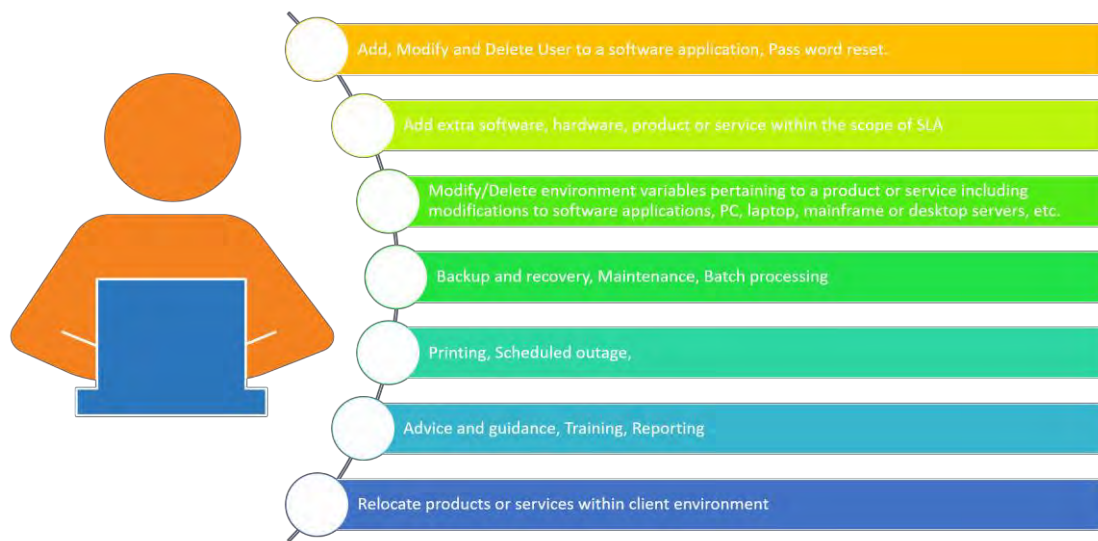 Add, Modify and Delete User to a software application, Pass word reset.
Add extra software, hardware, product or service within the scope of SLA
Modify/Delete environment variables pertaining to a product or service including
modifications to software applications, PC, laptop, mainframe or desktop servers, etc.
Backup and recovery, Maintenance, Batch processing
Printing, Scheduled outage,
Advice and guidance, Training, Reporting
Relocate products or services within client environment